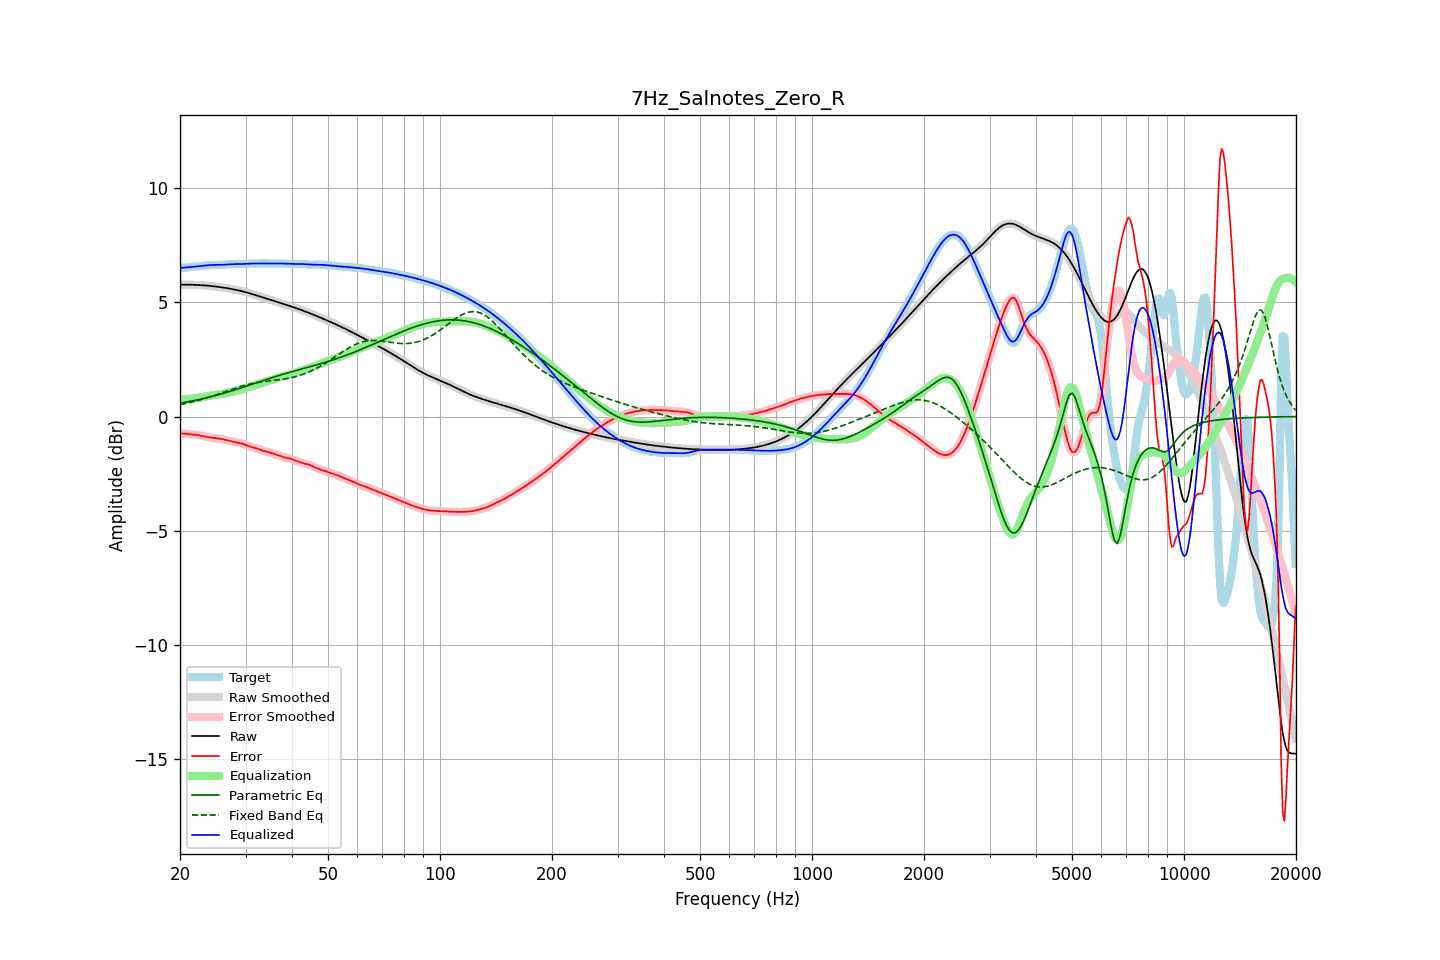 7Hz_Salnotes_Zero_R
10
5
0
−5
−10
−15
Amplitude (dBr)
Target
Raw Smoothed
Error Smoothed
Raw
Error
Equalization
Parametric Eq
Fixed Band Eq
Equalized
20 50 100 200 500 1000 2000 5000 10000 20000
Frequency (Hz)